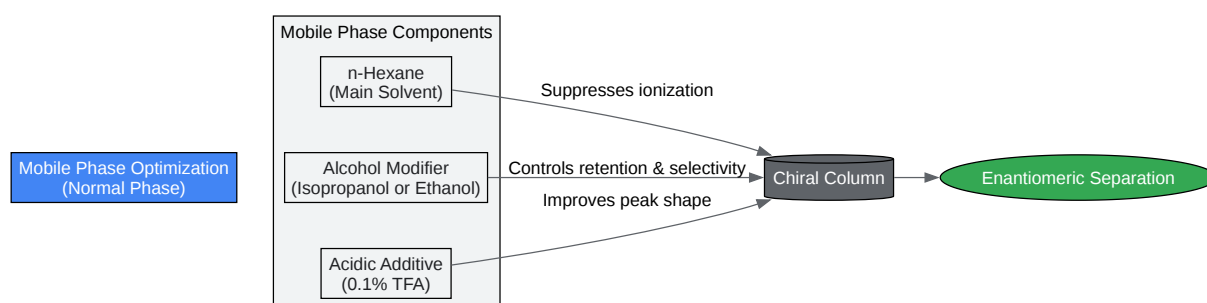 Mobile Phase Components
n-Hexane
(Main Solvent)
Suppresses ionization
Mobile Phase Optimization
(Normal Phase)
Alcohol Modifier
(Isopropanol or Ethanol)
Controls retention & selectivity
Chiral Column
Enantiomeric Separation
Improves peak shape
Acidic Additive
(0.1% TFA)